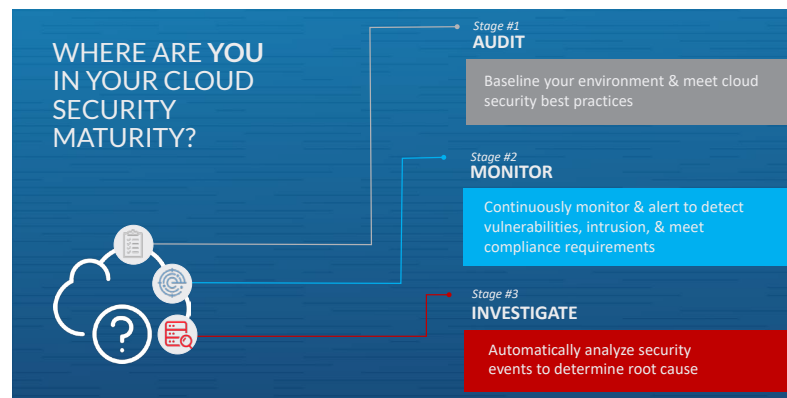 WHERE ARE YOU
IN YOUR CLOUD
SECURITY
MATURITY?
Stage #1
AUDIT
Baseline your environment & meet cloud
security best practices
Stage #2
MONITOR
Continuously monitor & alert to detect
vulnerabilities, intrusion, & meet
compliance requirements
Stage #3
INVESTIGATE
Automatically analyze security
events to determine root cause
?